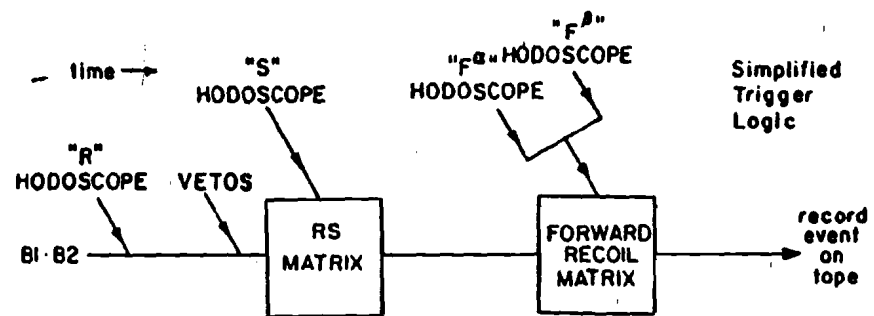 time
"S"
HODOSCOPE
"Fα"
HODOSCOPE
"Fβ"
HODOSCOPE
Simplified
Trigger
Logic
"R"
HODOSCOPE
VETOS
B1·B2
RS
MATRIX
FORWARD
RECOIL
MATRIX
record
event
on
tape